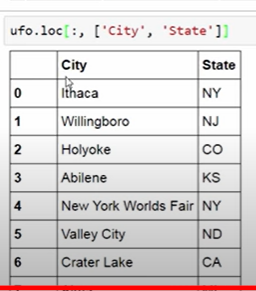 ufo.loc[:, ['City', 'State']]
City State
0 Ithaca NY
1 Willingboro NJ
2 Holyoke CO
3 Abilene KS
4 New York Worlds Fair NY
5 Valley City ND
6 Crater Lake CA